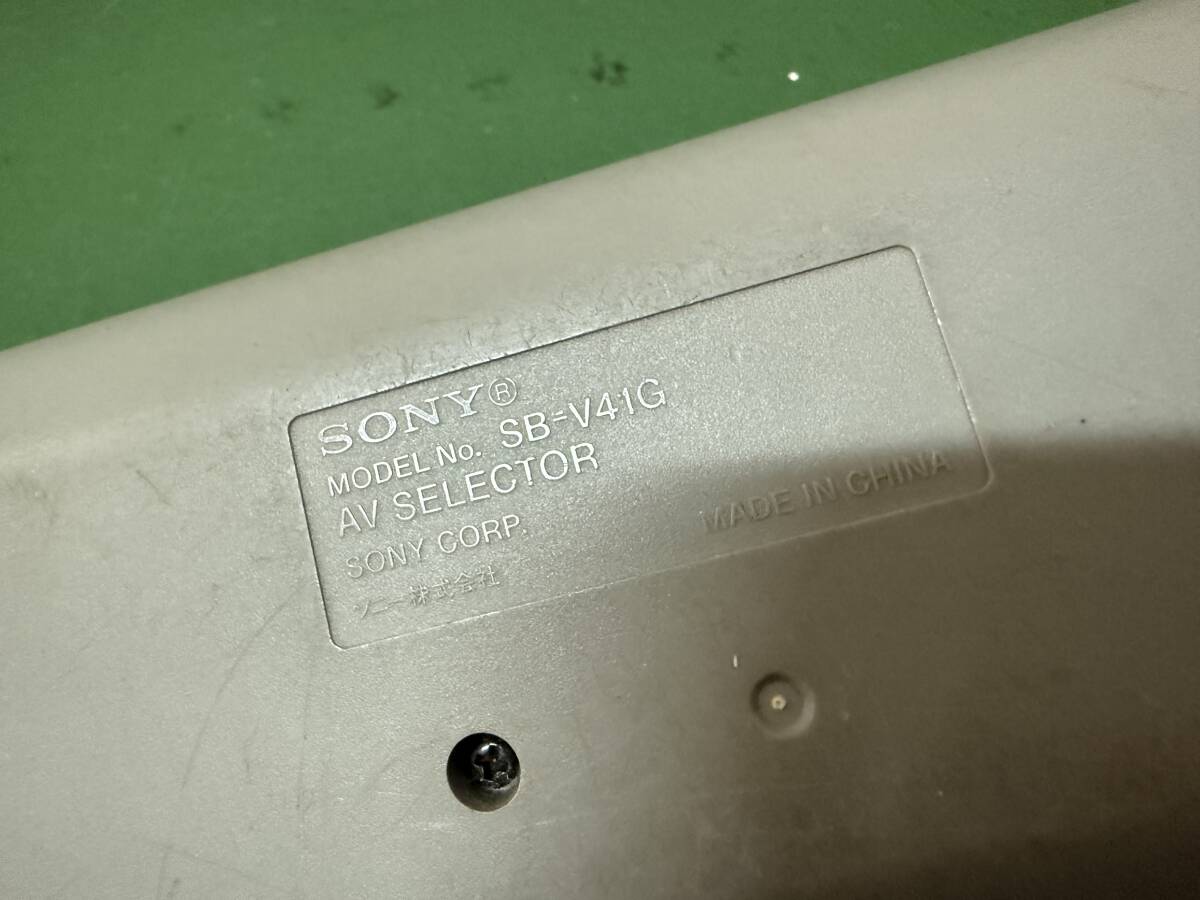 SONY®
MODEL No. SB-V41G
AV SELECTOR
SONY CORP.
MADE IN CHINA
ソニー株式会社